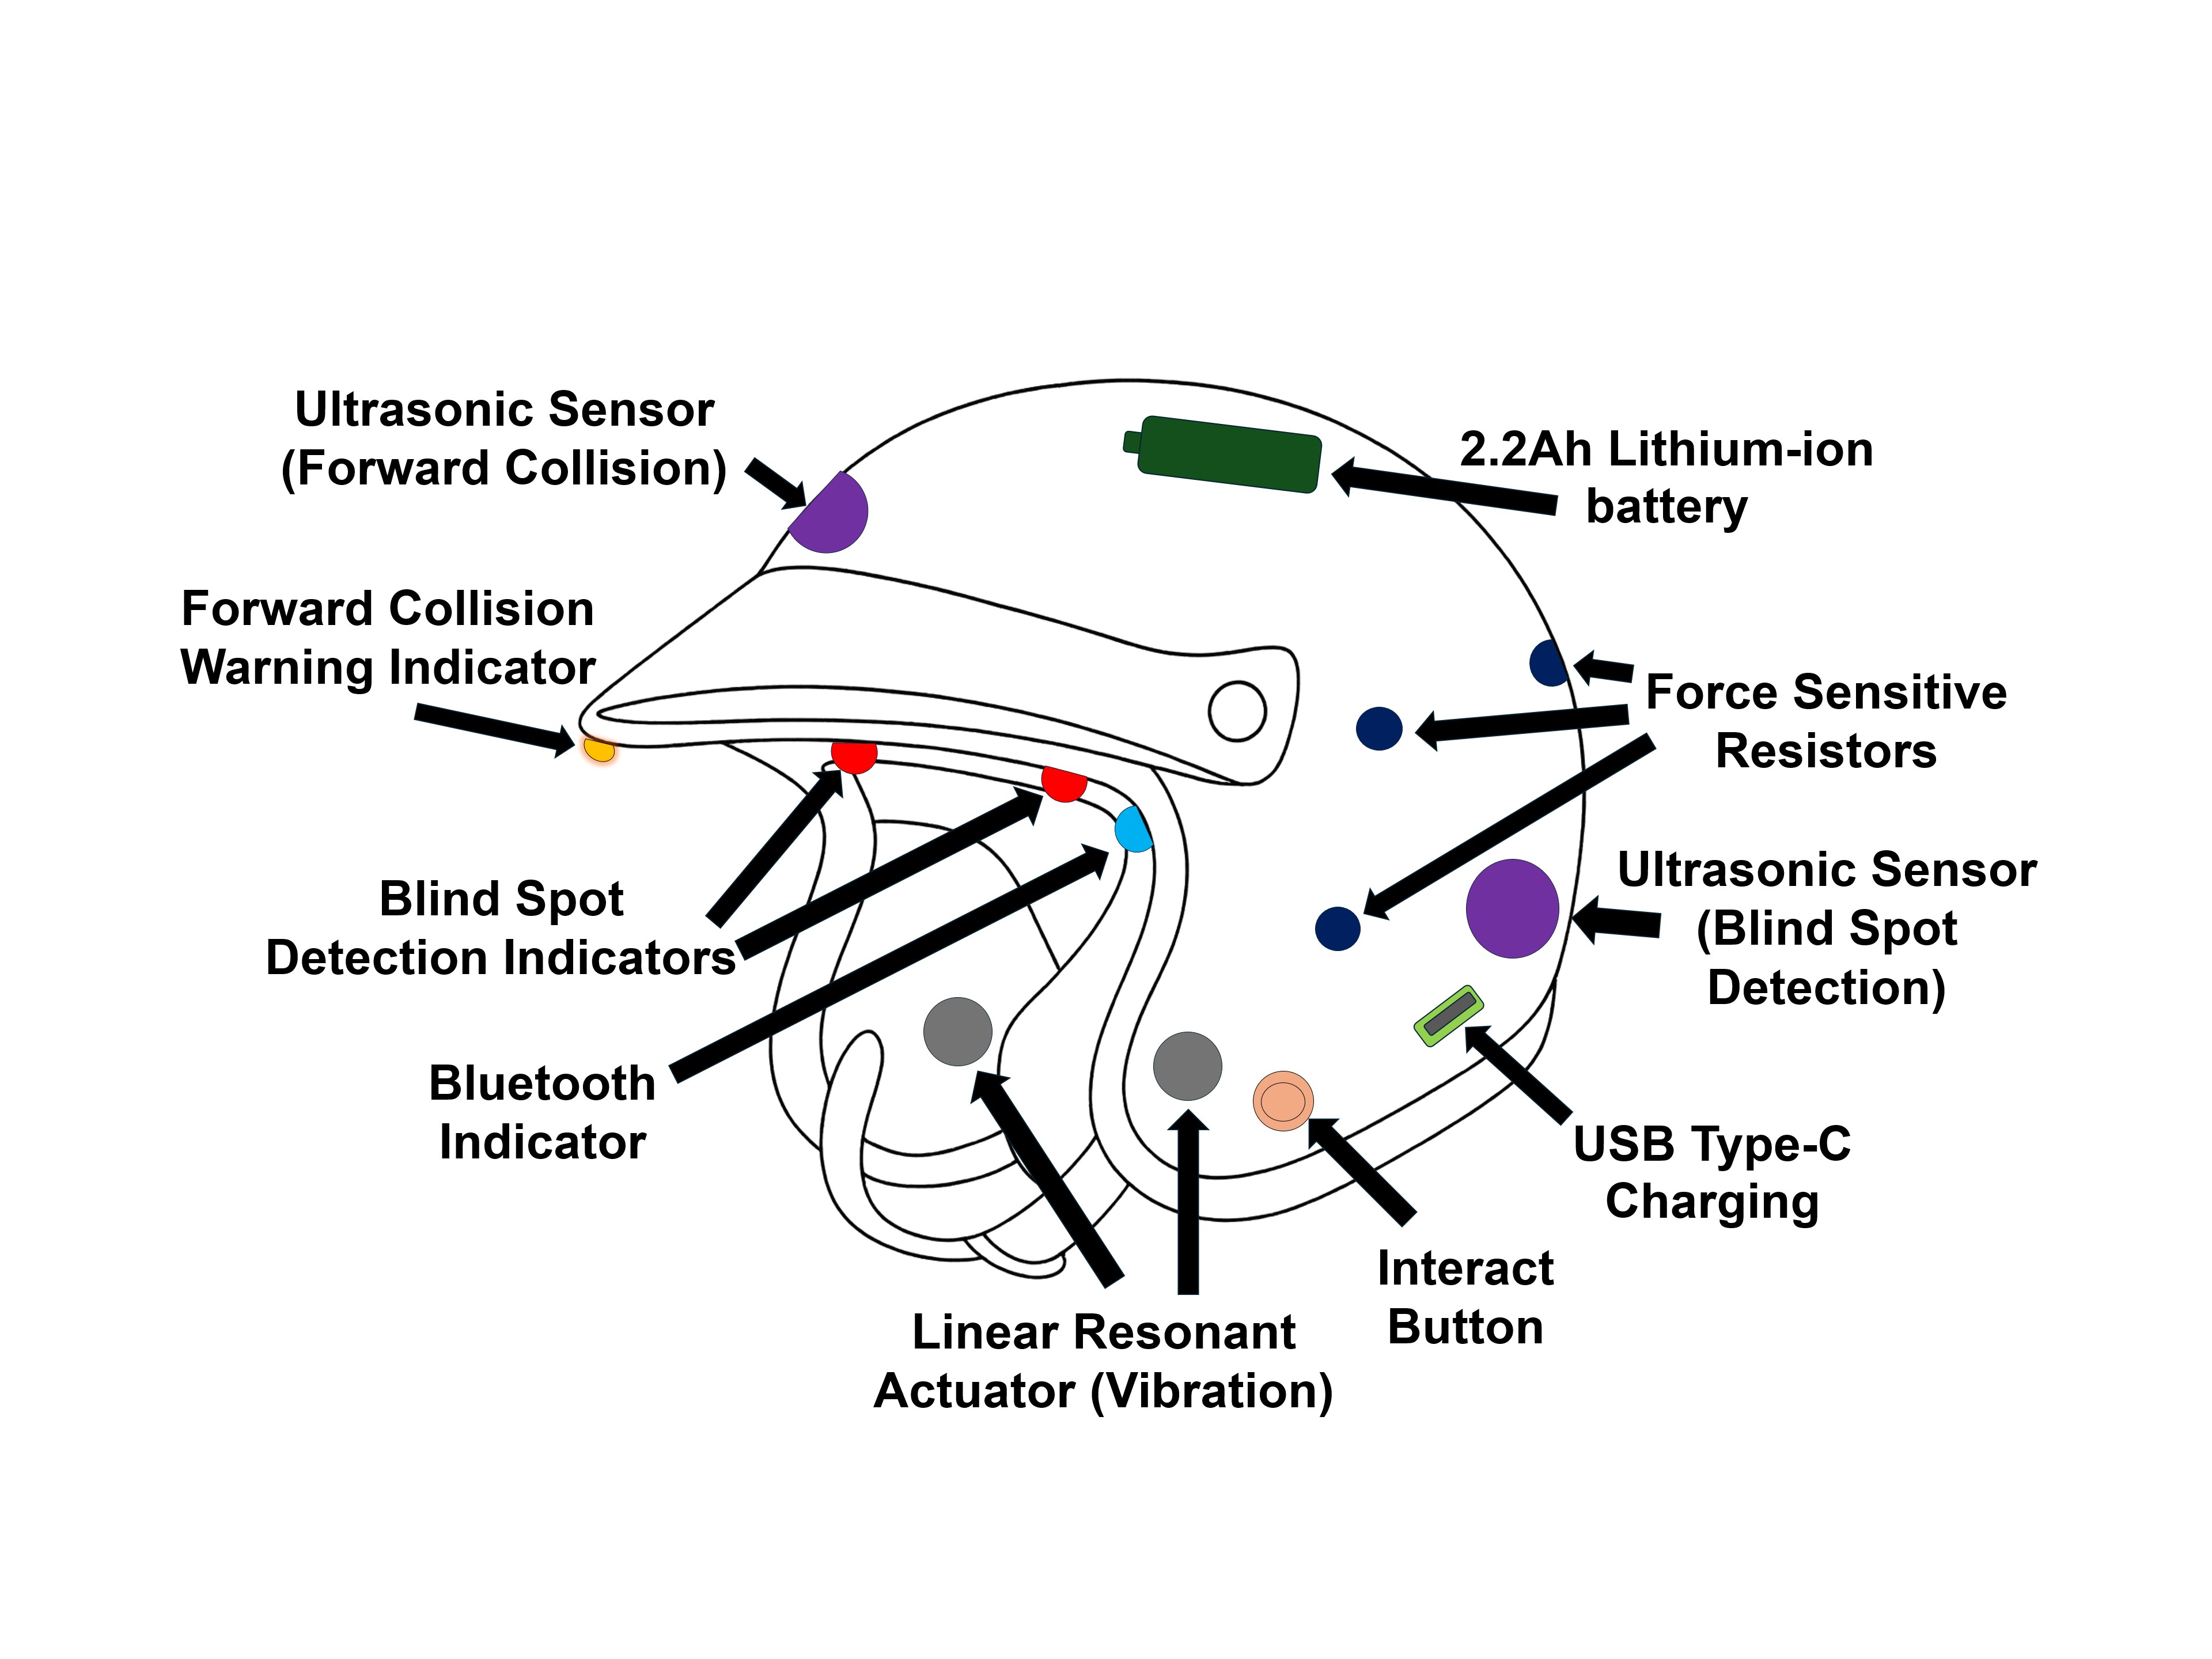 Ultrasonic Sensor
(Forward Collision)
2.2Ah Lithium-ion
battery
Forward Collision
Warning Indicator
Force Sensitive
Resistors
Blind Spot
Detection Indicators
Ultrasonic Sensor
(Blind Spot
Detection)
Bluetooth
Indicator
USB Type-C
Charging
Interact
Button
Linear Resonant
Actuator (Vibration)